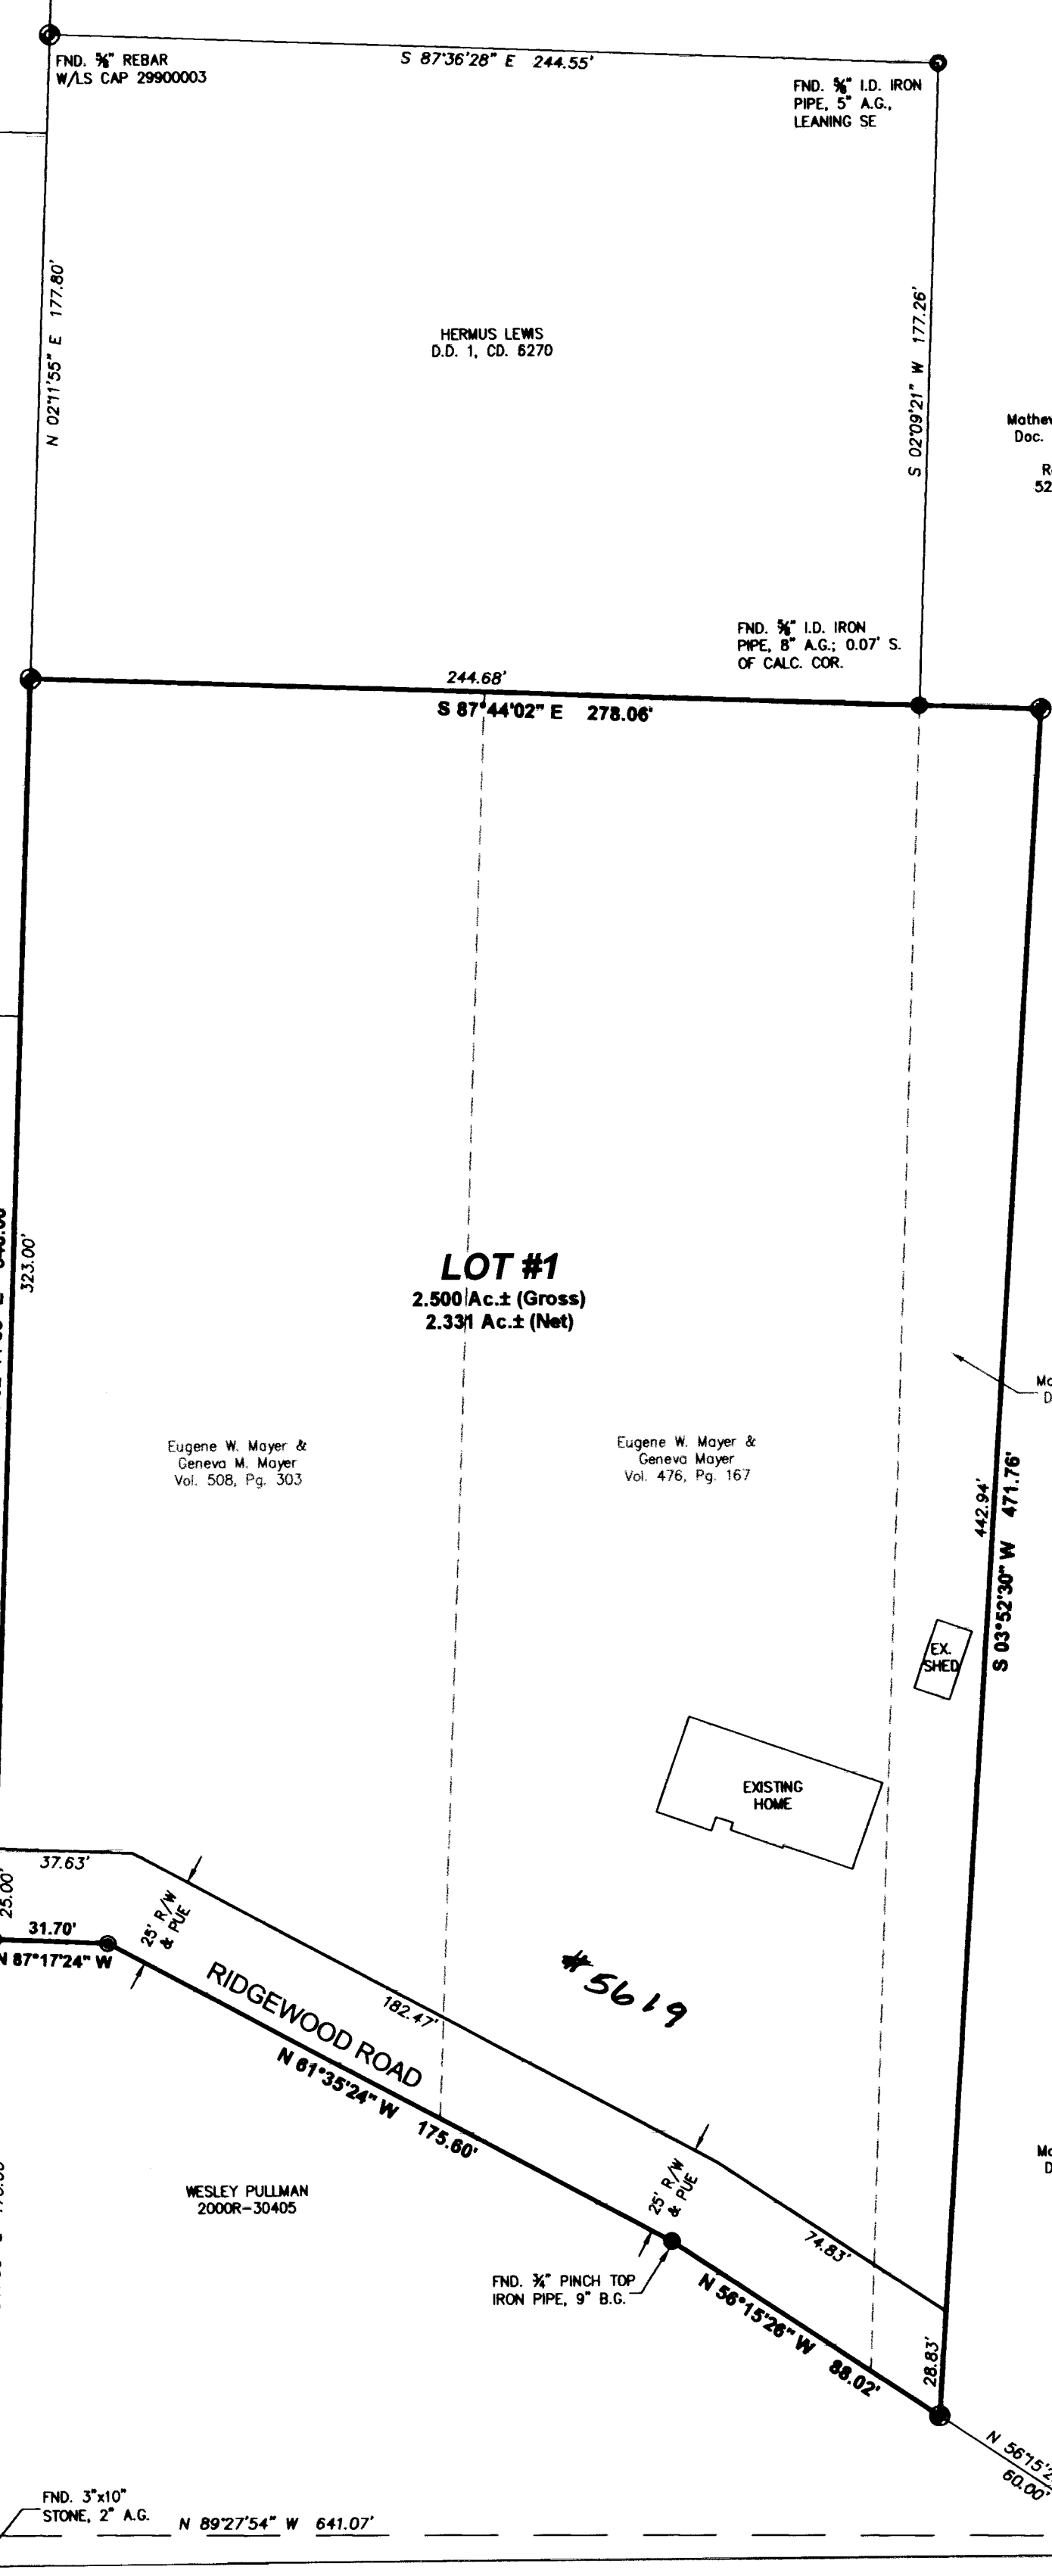 FND. ⅝" REBAR
W/LS CAP 29900003
S 87°36'28" E 244.55'
FND. ⅝" I.D. IRON
PIPE, 5" A.G.,
LEANING SE
N 02°11'55" E 177.80'
HERMUS LEWIS
D.D. 1, CD. 6270
S 02°09'21" W 177.26'
Doc.
52
FND. ⅝" I.D. IRON
PIPE, 8" A.G.; 0.07' S.
OF CALC. COR.
244.68'
S 87°44'02" E 278.06'
323.00'
LOT #1
2.500 Ac.± (Gross)
2.331 Ac.± (Net)
Eugene W. Mayer &
Geneva M. Mayer
Vol. 508, Pg. 303
Eugene W. Mayer &
Geneva Mayer
Vol. 476, Pg. 167
442.94'
S 03°52'30" W 471.76'
EX.
SHED
EXISTING
HOME
37.63'
25.00'
31.70'
N 87°17'24" W
25' R/W
& PUE
RIDGEWOOD ROAD
182.47'
#5619
N 61°35'24" W 175.60'
25' R/W
& PUE
WESLEY PULLMAN
2000R-30405
74.83'
FND. ¾" PINCH TOP
IRON PIPE, 9" B.G.
N 56°15'26" W 88.02'
28.83'
N 56°15'2
60.00'
FND. 3"x10"
STONE, 2" A.G.
N 89°27'54" W 641.07'